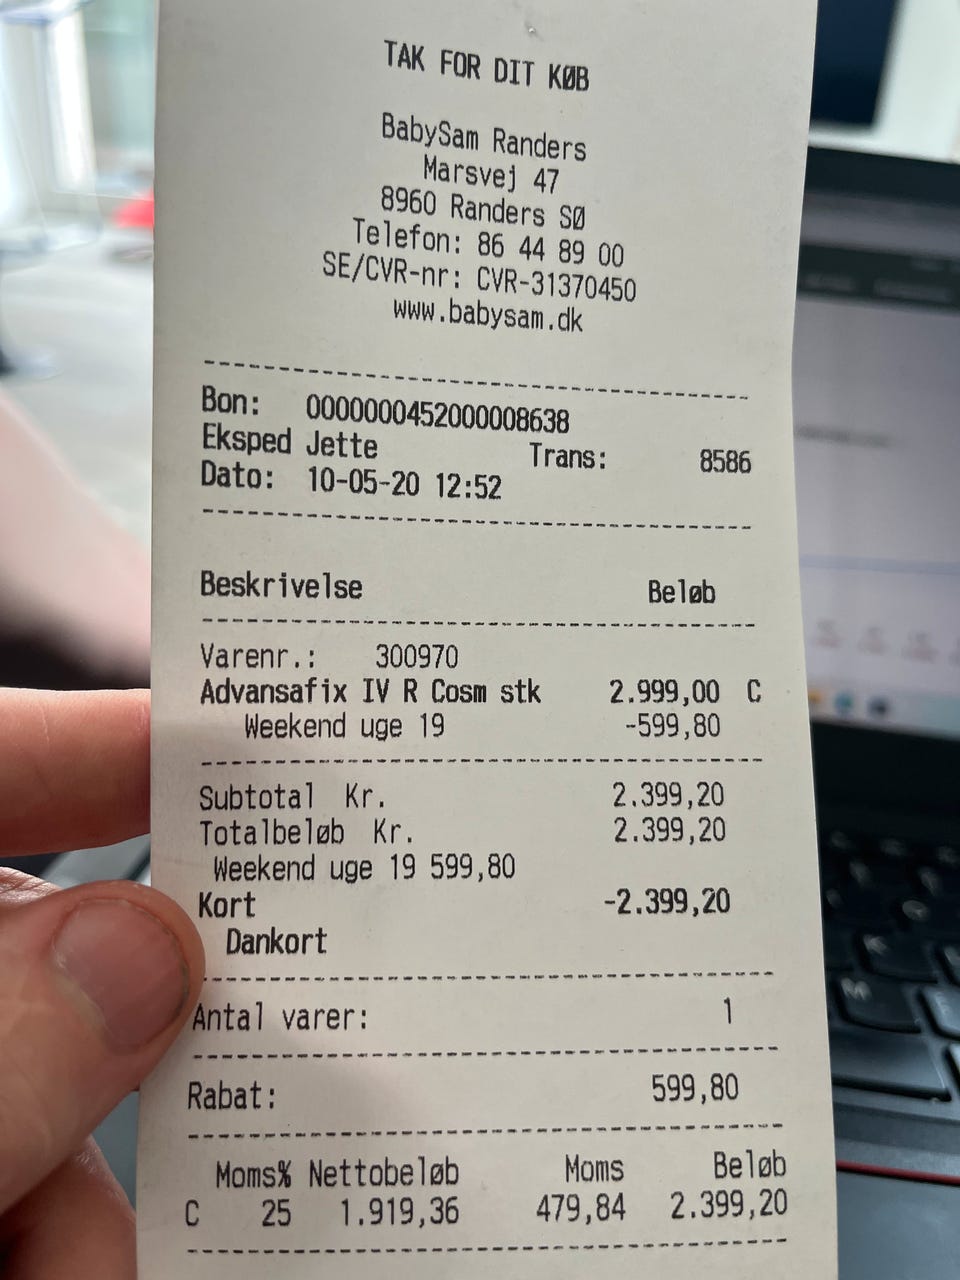 TAK FOR DIT KØB
BabySam Randers
Marsvej 47
8960 Randers SØ
Telefon: 86 44 89 00
SE/CVR-nr: CVR-31370450
www.babysam.dk
Bon: 0000000452000008638
Eksped Jette Trans: 8586
Dato: 10-05-20 12:52
Beskrivelse Beløb
Varenr.: 300970
Advansafix IV R Cosm stk 2.999,00 C
Weekend uge 19 -599,80
Subtotal Kr. 2.399,20
Totalbeløb Kr. 2.399,20
Weekend uge 19 599,80
Kort -2.399,20
Dankort
Antal varer: 1
Rabat: 599,80
Moms% Nettobeløb Moms Beløb
C 25 1.919,36 479,84 2.399,20
K
M